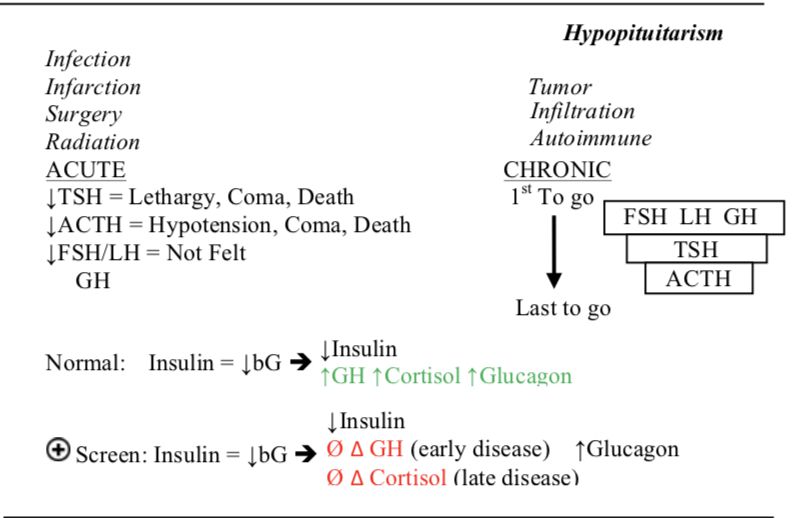 Hypopituitarism
Infection
Infarction
Surgery
Radiation
ACUTE
↓TSH = Lethargy, Coma, Death
↓ACTH = Hypotension, Coma, Death
↓FSH/LH = Not Felt
GH
Tumor
Infiltration
Autoimmune
CHRONIC
1st To go
FSH LH GH
TSH
ACTH
Last to go
Normal: Insulin = ↓bG ➔ ↓Insulin
↑GH ↑Cortisol ↑Glucagon
↓Insulin
⊕ Screen: Insulin = ↓bG ➔ Ø Δ GH (early disease) ↑Glucagon
Ø Δ Cortisol (late disease)